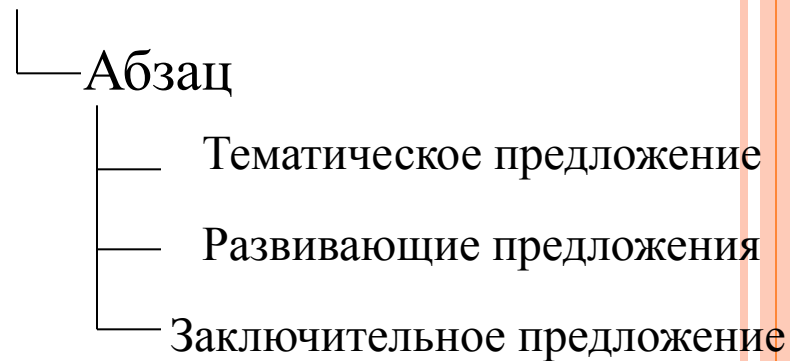 Абзац
Тематическое предложение
Развивающие предложения
Заключительное предложение